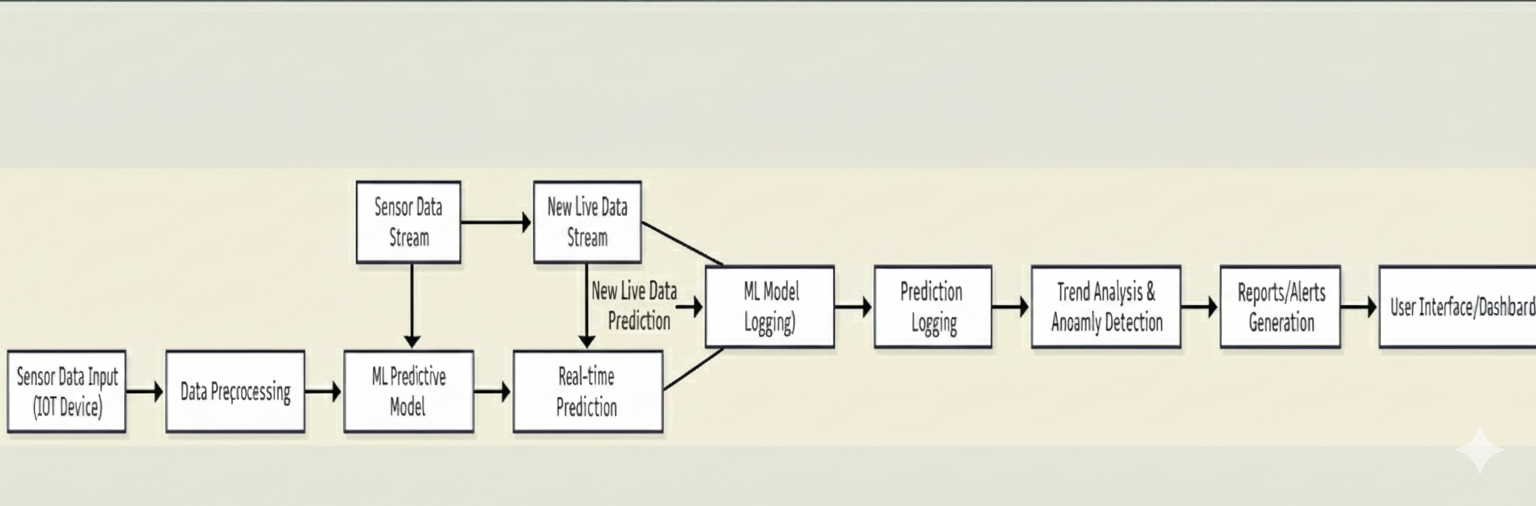 Sensor Data
Stream
New Live Data
Stream
New Live Data
Prediction
Sensor Data Input
(IOT Device)
Data Preprocessing
ML Predictive
Model
Real-time
Prediction
ML Model
Logging)
Prediction
Logging
Trend Analysis &
Anoamly Detection
Reports/Alerts
Generation
User Interface/Dashbard